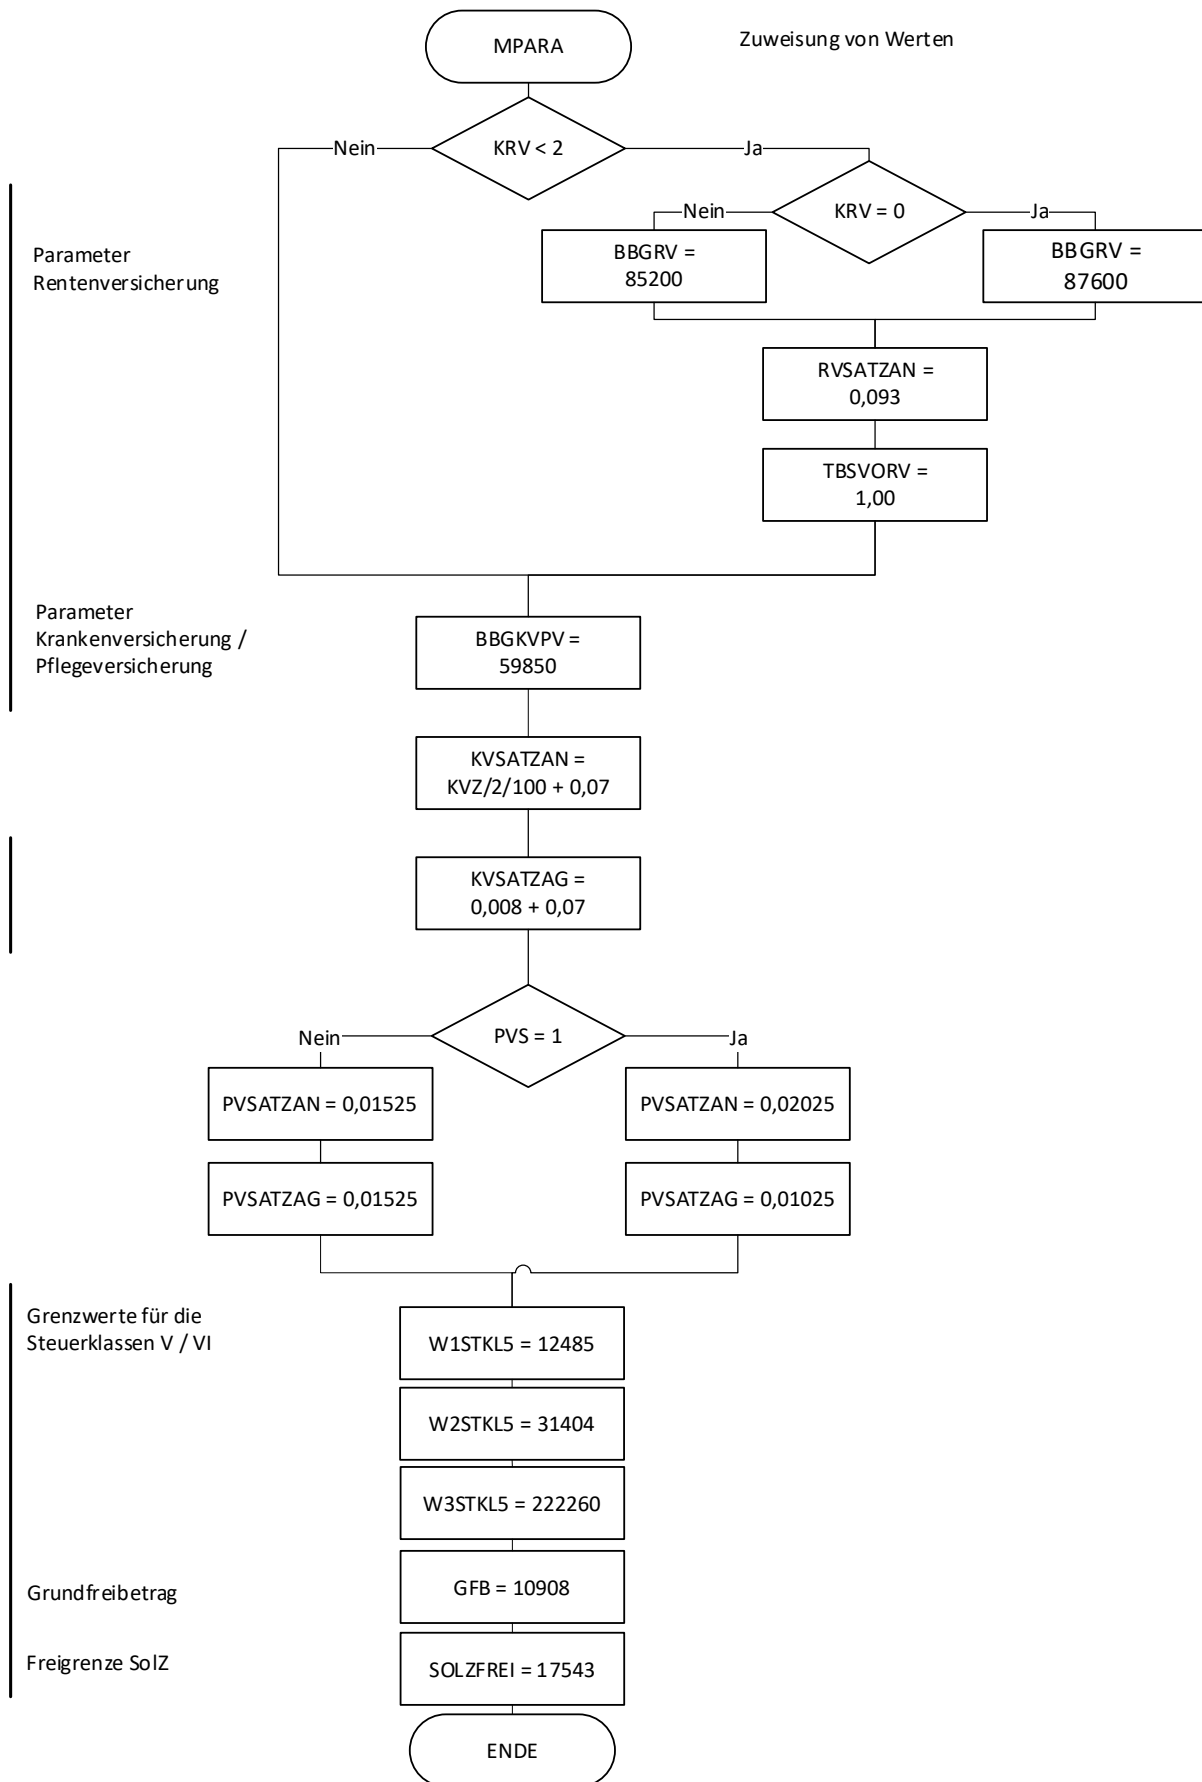 MPARA
Zuweisung von Werten
Nein
KRV < 2
Ja
Nein
KRV = 0
Ja
Parameter
Rentenversicherung
BBGRV =
85200
BBGRV =
87600
RVSATZAN =
0,093
TBSVORV =
1,00
Parameter
Krankenversicherung /
Pflegeversicherung
BBGKVPV =
59850
KVSATZAN =
KVZ/2/100 + 0,07
KVSATZAG =
0,008 + 0,07
Nein
PVS = 1
Ja
PVSATZAN = 0,01525
PVSATZAN = 0,02025
PVSATZAG = 0,01525
PVSATZAG = 0,01025
Grenzwerte für die
Steuerklassen V / VI
W1STKL5 = 12485
W2STKL5 = 31404
W3STKL5 = 222260
Grundfreibetrag
GFB = 10908
Freigrenze SolZ
SOLZFREI = 17543
ENDE